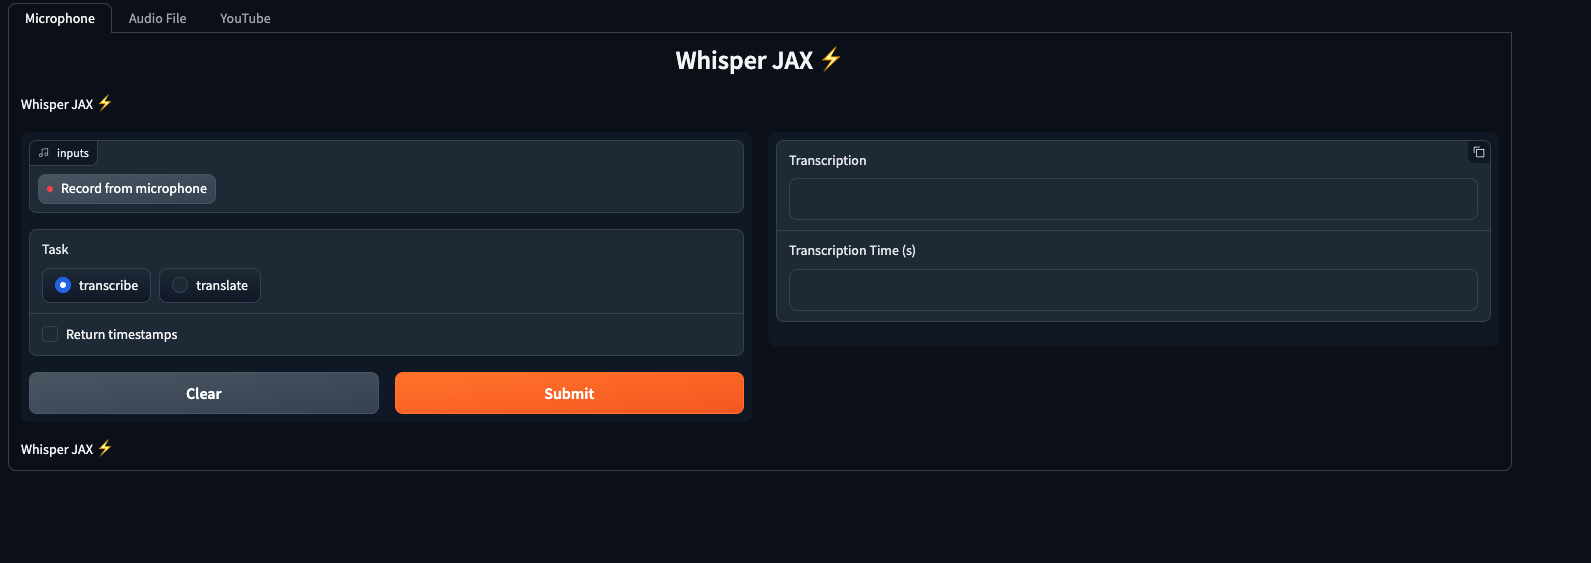 Microphone Audio File YouTube
Whisper JAX ⚡
Whisper JAX ⚡
inputs
Record from microphone
Task
transcribe translate
Return timestamps
Clear Submit
Transcription
Transcription Time (s)
Whisper JAX ⚡